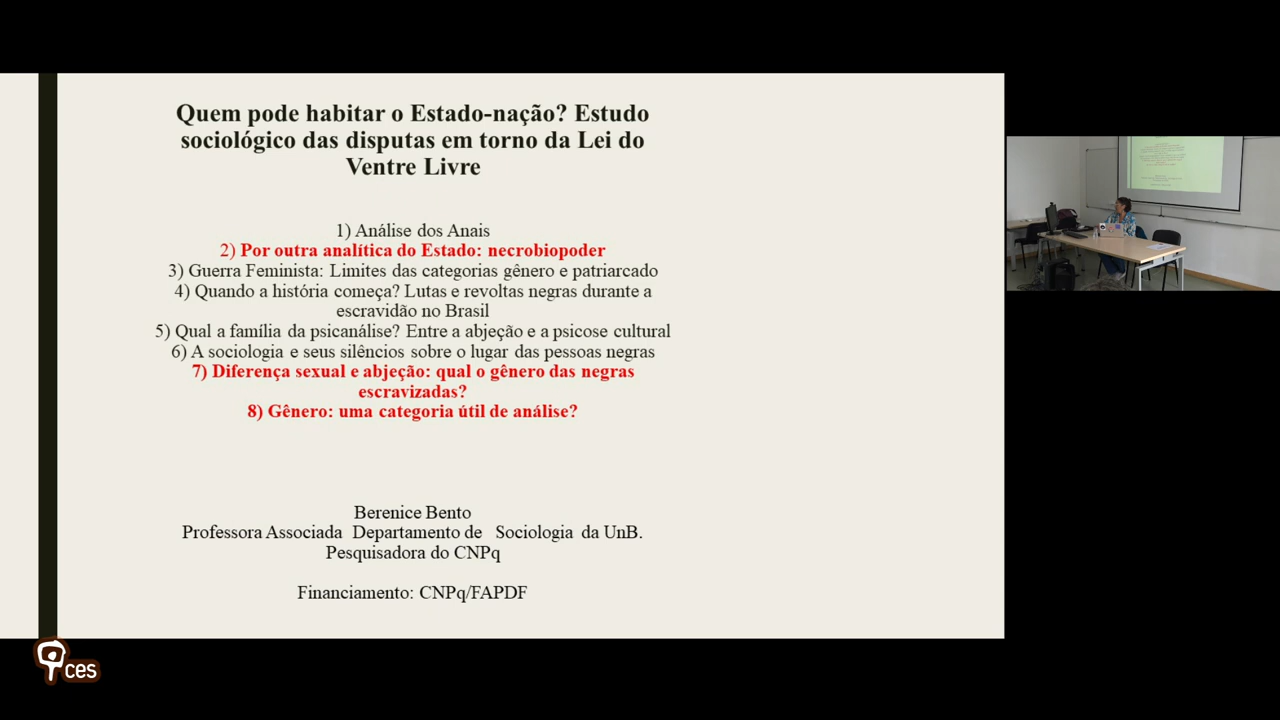 Quem pode habitar o Estado-nação? Estudo
sociológico das disputas em torno da Lei do
Ventre Livre
1) Análise dos Anais
2) Por outra analítica do Estado: necrobiopoder
3) Guerra Feminista: Limites das categorias gênero e patriarcado
4) Quando a história começa? Lutas e revoltas negras durante a
escravidão no Brasil
5) Qual a família da psicanálise? Entre a abjeção e a psicose cultural
6) A sociologia e seus silêncios sobre o lugar das pessoas negras
7) Diferença sexual e abjeção: qual o gênero das negras
escravizadas?
8) Gênero: uma categoria útil de análise?
Berenice Bento
Professora Associada Departamento de Sociologia da UnB.
Pesquisadora do CNPq
Financiamento: CNPq/FAPDF
ces